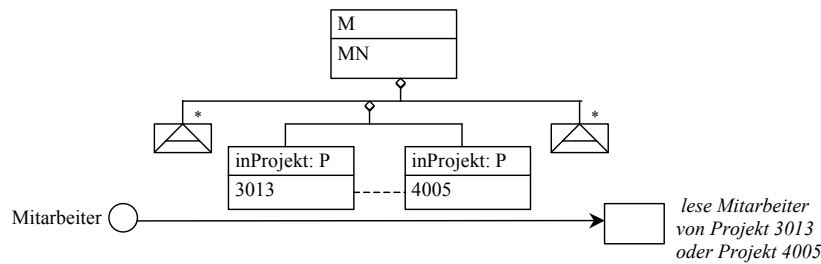 M
MN
*
*
inProjekt: P
inProjekt: P
3013
4005
Mitarbeiter
lese Mitarbeiter
von Projekt 3013
oder Projekt 4005